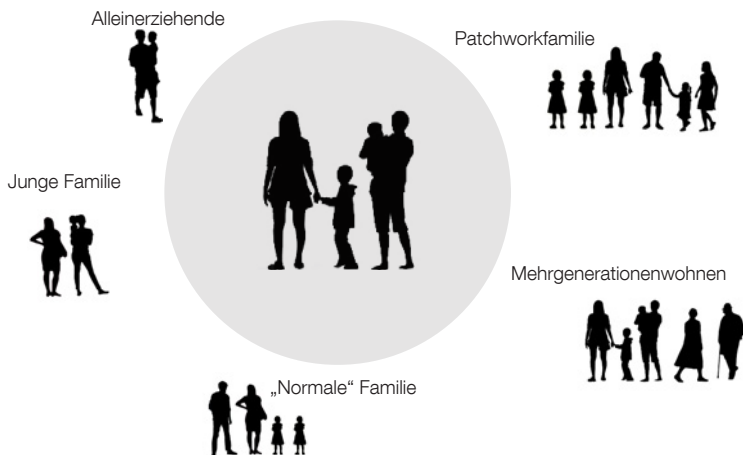 Alleinerziehende
Patchworkfamilie
Junge Familie
Mehrgenerationenwohnen
„Normale“ Familie